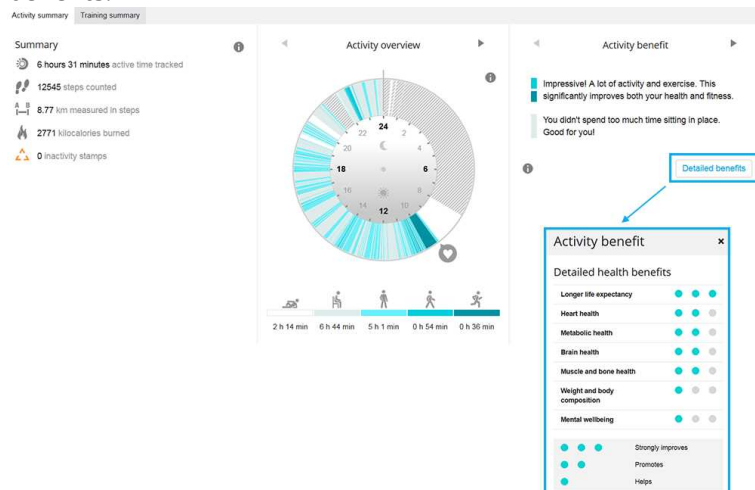 Activity summary
Training summary
Summary
6 hours 31 minutes active time tracked
12545 steps counted
A B
8.77 km measured in steps
2771 kilocalories burned
0 inactivity stamps
Activity overview
24
22
2
20
4
18
6
16
8
14
10
12
2 h 14 min
6 h 44 min
5 h 1 min
0 h 54 min
0 h 36 min
Activity benefit
Impressive! A lot of activity and exercise. This
significantly improves both your health and fitness.
You didn't spend too much time sitting in place.
Good for you!
Detailed benefits
Activity benefit
×
Detailed health benefits
Longer life expectancy
Heart health
Metabolic health
Brain health
Muscle and bone health
Weight and body
composition
Mental wellbeing
Strongly improves
Promotes
Helps